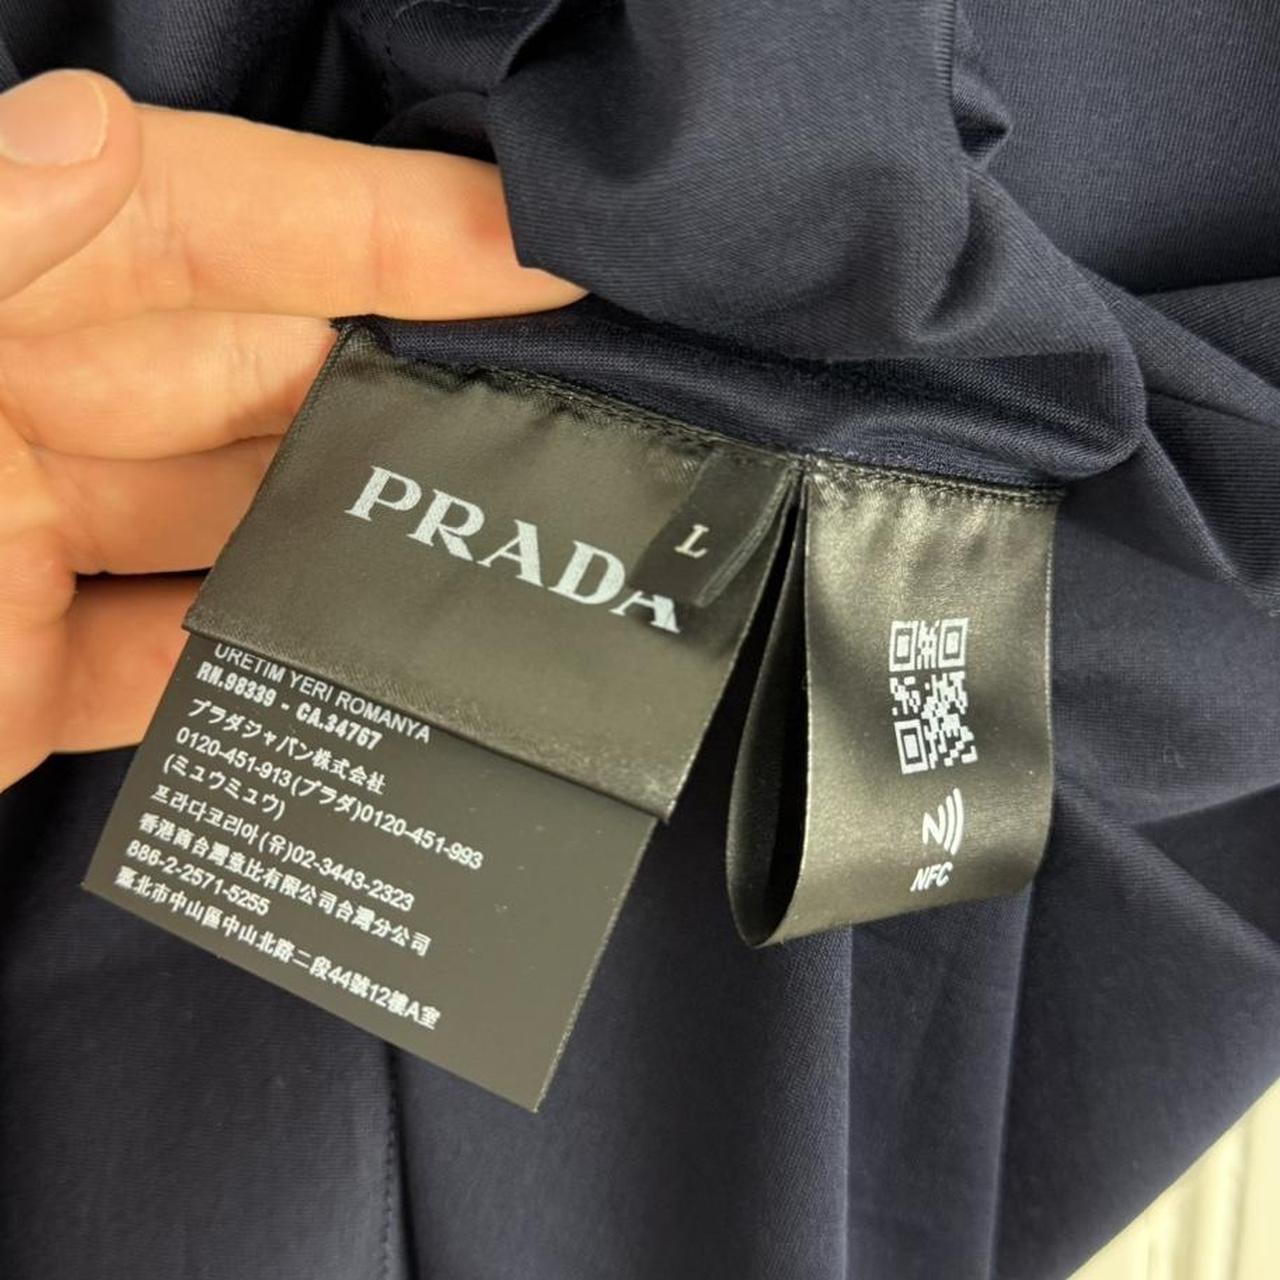 PRADA
L
ÜRETİM YERİ ROMANYA
RN.98339 - CA.34767
プラダジャパン株式会社
0120-451-913(プラダ)0120-451-993
(ミュウミュウ)
프라다코리아(유)02-3443-2323
香港商台灣意比有限公司台灣分公司
886-2-2571-5255
臺北市中山區中山北路二段44號12樓A室
N
NFC